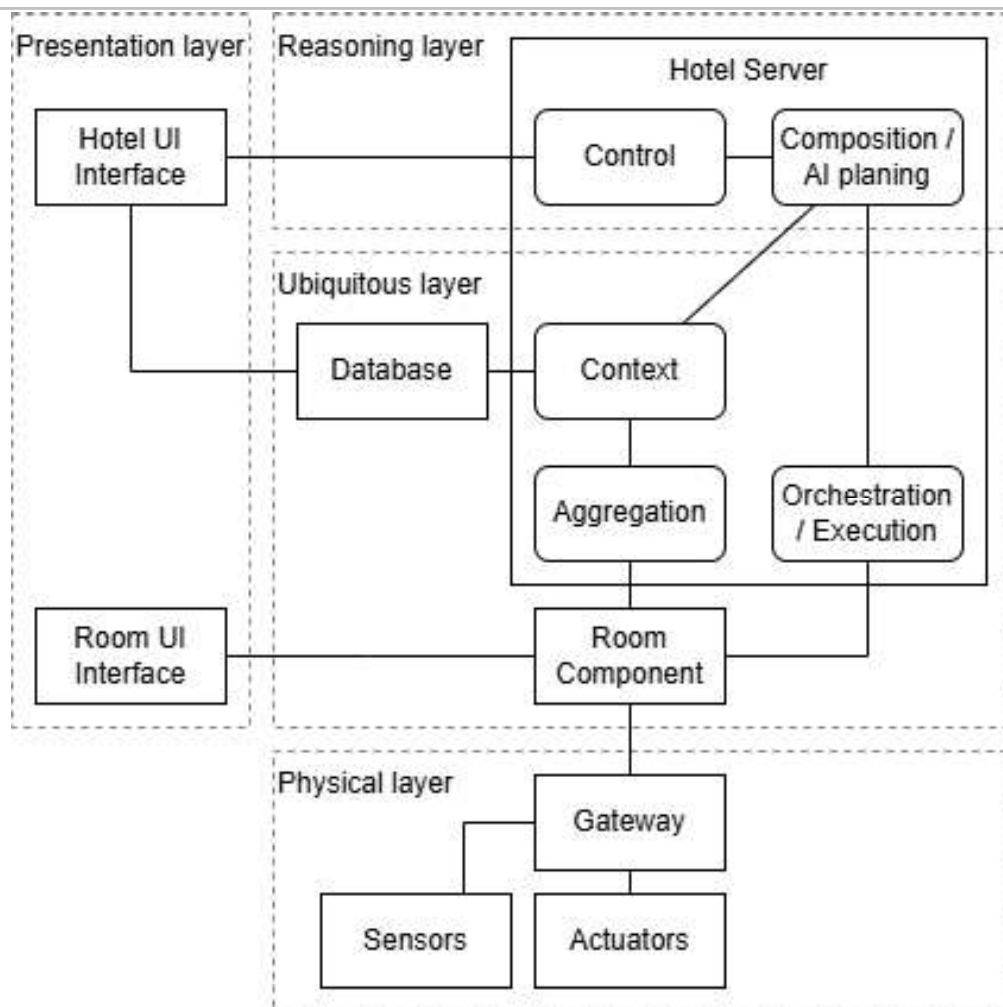 Presentation layer
Reasoning layer
Hotel Server
Hotel UI
Interface
Control
Composition /
AI planing
Ubiquitous layer
Database
Context
Aggregation
Orchestration
/ Execution
Room UI
Interface
Room
Component
Physical layer
Gateway
Sensors
Actuators